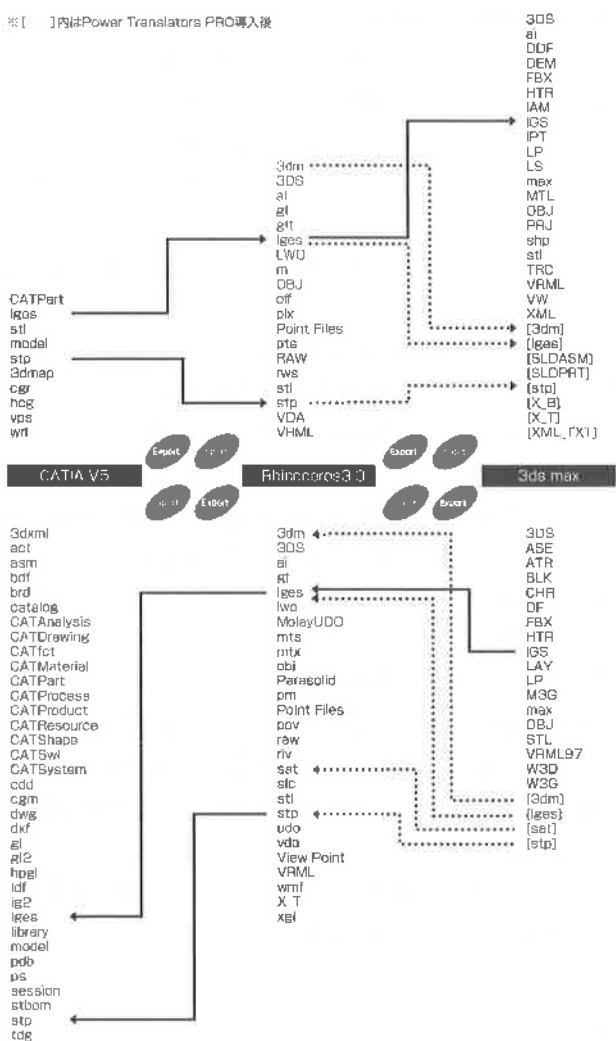 ※[ ]内はPower Translators PRO導入後
3DS
ai
DDF
DEM
FBX
HTR
IAM
IGS
IPT
LP
LS
max
MTL
OBJ
PRJ
shp
stl
TRC
VRML
VW
XML
[3dm]
[iges]
[SLDASM]
[SLDPRT]
[stp]
[X_B]
[X_T]
[XML_TXT]
3dm
3DS
ai
gf
gtt
iges
LWO
m
OBJ
off
plx
Point Files
pts
RAW
rws
stl
stp
VDA
VRML
CATPart
iges
stl
model
stp
3dmap
cgr
hcg
vps
wrl
Export
Export
Export
Export
CATIA V5
Rhinoceros3.0
3ds max
3dxml
act
asm
bdf
brd
catalog
CATAnalysis
CATDrawing
CATfct
CATMaterial
CATPart
CATProcess
CATProduct
CATResource
CATShape
CATSwl
CATSystem
cdd
cgm
dwg
dxf
gl
gl2
hpgl
idf
ig2
iges
library
model
pdb
ps
session
stbom
stp
tdg
3dm
3DS
ai
gf
iges
lwo
MolayUDO
mts
mtx
obj
Parasolid
pm
Point Files
pov
raw
riv
sat
slc
stl
stp
udo
vda
View Point
VRML
wmf
X_T
xgl
3DS
ASE
ATR
BLK
CHR
DF
FBX
HTR
IGS
LAY
LP
M3G
max
OBJ
STL
VRML97
W3D
W3G
[3dm]
[iges]
[sat]
[stp]